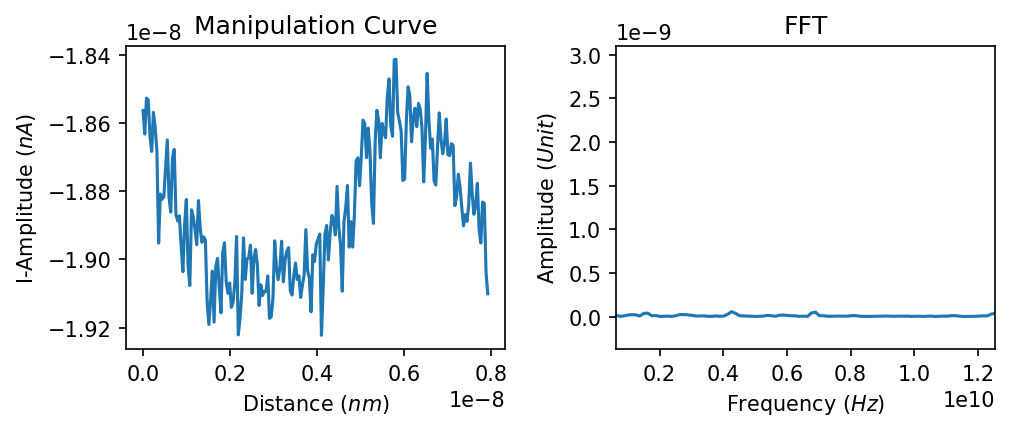 Manipulation Curve
1e−8
−1.84
−1.86
−1.88
−1.90
−1.92
I-Amplitude (nA)
0.0 0.2 0.4 0.6 0.8
1e−8
Distance (nm)
FFT
1e−9
3.0
2.5
2.0
1.5
1.0
0.5
0.0
Amplitude (Unit)
0.2 0.4 0.6 0.8 1.0 1.2
1e10
Frequency (Hz)